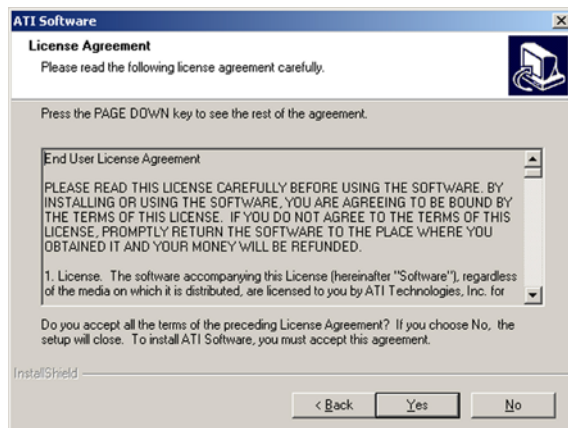 ATI Software
License Agreement
Please read the following license agreement carefully.
Press the PAGE DOWN key to see the rest of the agreement.
End User License Agreement
PLEASE READ THIS LICENSE CAREFULLY BEFORE USING THE SOFTWARE. BY
INSTALLING OR USING THE SOFTWARE, YOU ARE AGREEING TO BE BOUND BY
THE TERMS OF THIS LICENSE. IF YOU DO NOT AGREE TO THE TERMS OF THIS
LICENSE, PROMPTLY RETURN THE SOFTWARE TO THE PLACE WHERE YOU
OBTAINED IT AND YOUR MONEY WILL BE REFUNDED.
1. License. The software accompanying this License (hereinafter "Software"), regardless
of the media on which it is distributed, are licensed to you by ATI Technologies, Inc. for
Do you accept all the terms of the preceding License Agreement? If you choose No, the
setup will close. To install ATI Software, you must accept this agreement.
InstallShield
< Back
Yes
No